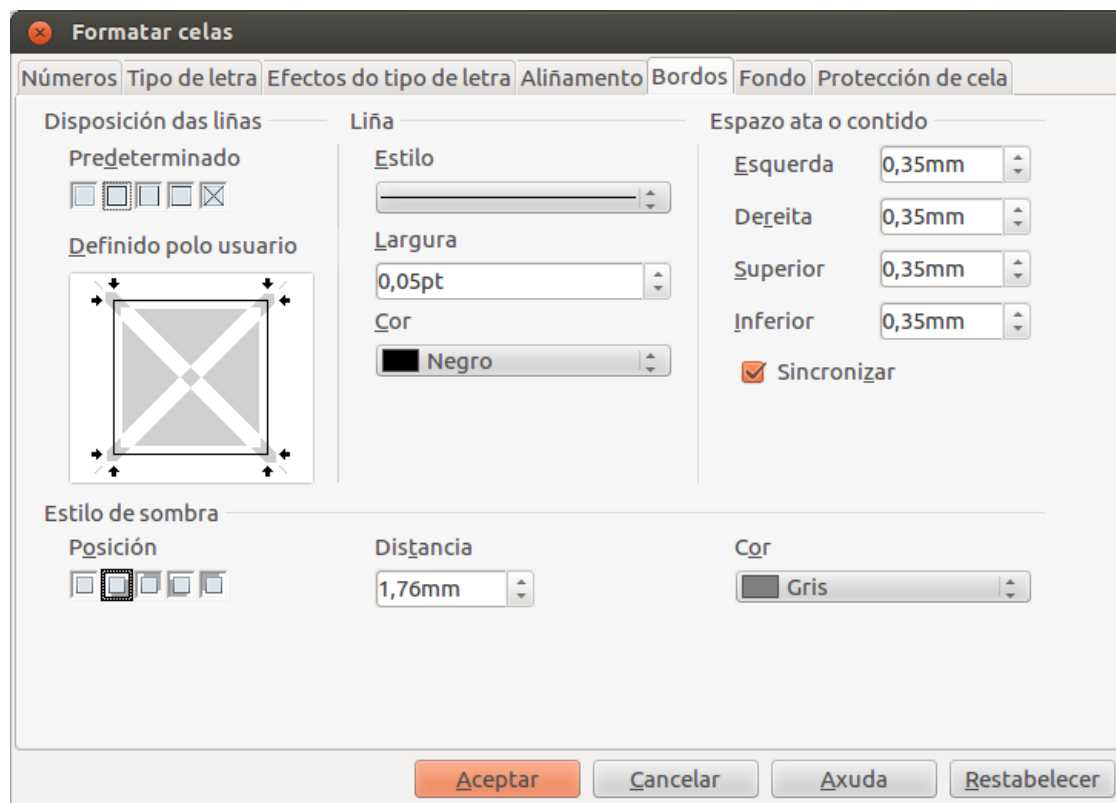 Formatar celas
Números Tipo de letra Efectos do tipo de letra Aliñamento Bordos Fondo Protección de cela
Disposición das liñas
Predeterminado
Definido polo usuario
Liña
Estilo
Largura
0,05pt
Cor
Negro
Espazo ata o contido
Esquerda 0,35mm
Dereita 0,35mm
Superior 0,35mm
Inferior 0,35mm
Sincronizar
Estilo de sombra
Posición
Distancia
1,76mm
Cor
Gris
Aceptar Cancelar Axuda Restabelecer